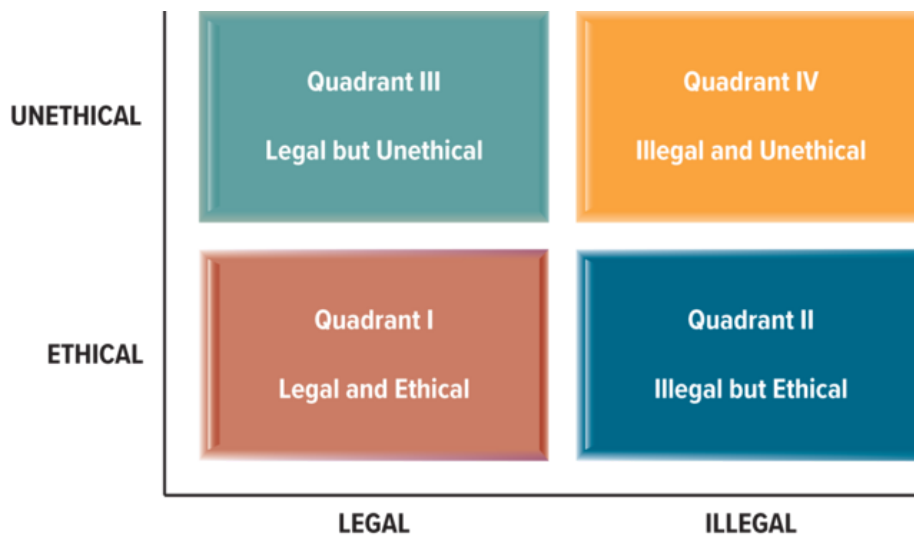 Quadrant III
Quadrant IV
UNETHICAL
Legal but Unethical
Illegal and Unethical
Quadrant I
Quadrant II
ETHICAL
Legal and Ethical
Illegal but Ethical
LEGAL
ILLEGAL